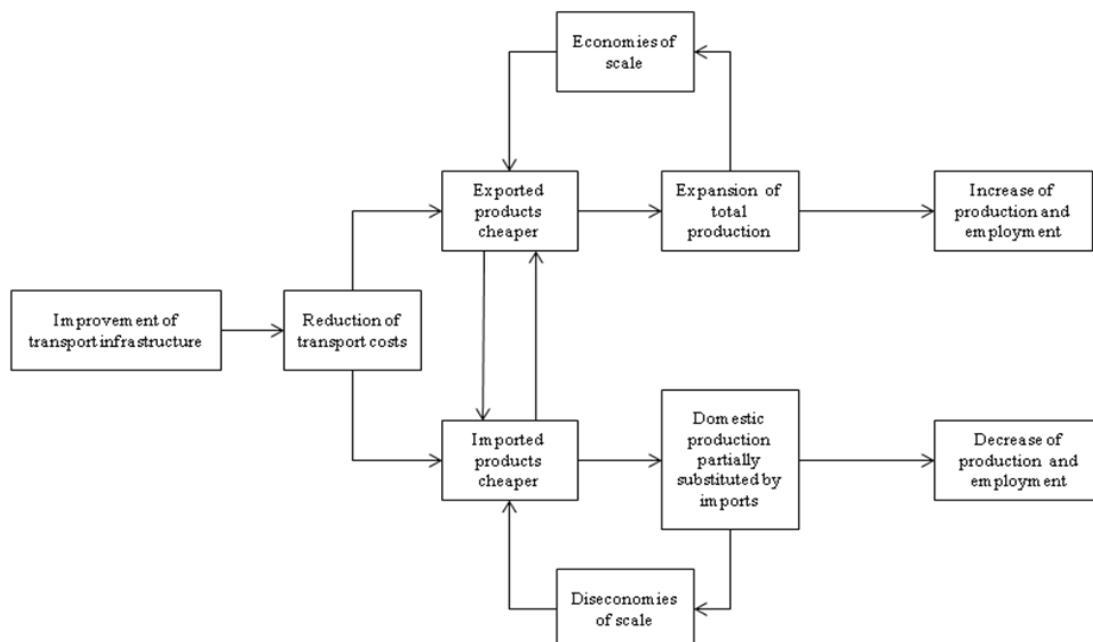 Economies of
scale
Exported
products
cheaper
Expansion of
total
production
Increase of
production and
employment
Improvement of
transport infrastructure
Reduction of
transport costs
Imported
products
cheaper
Domestic
production
partially
substituted by
imports
Decrease of
production and
employment
Diseconomies
of scale